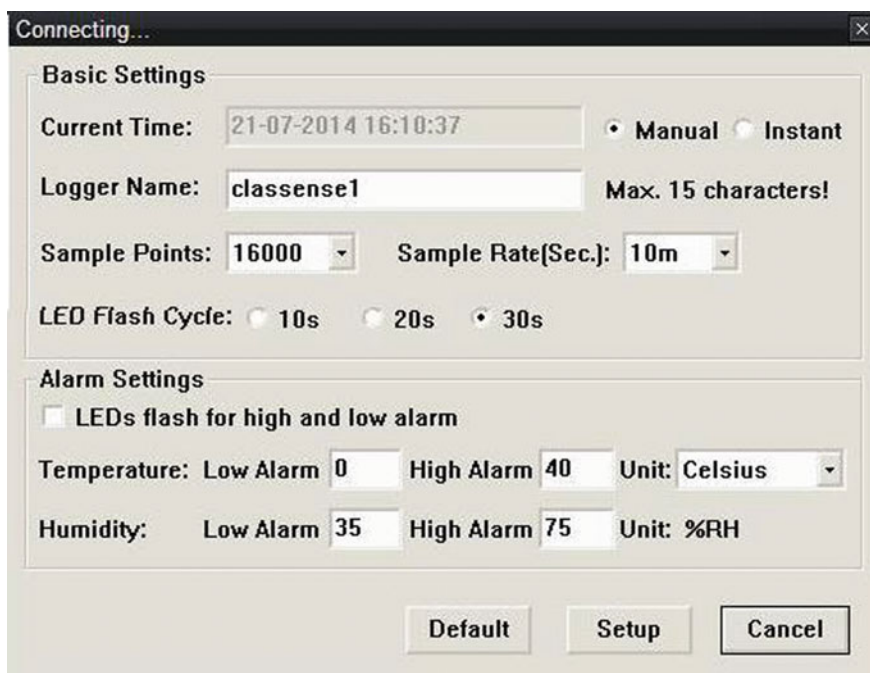 Connecting...
Basic Settings
Current Time: 21-07-2014 16:10:37 Manual Instant
Logger Name: classense1 Max. 15 characters!
Sample Points: 16000 Sample Rate(Sec.): 10m
LED Flash Cycle: 10s 20s 30s
Alarm Settings
LEDs flash for high and low alarm
Temperature: Low Alarm 0 High Alarm 40 Unit: Celsius
Humidity: Low Alarm 35 High Alarm 75 Unit: %RH
Default Setup Cancel